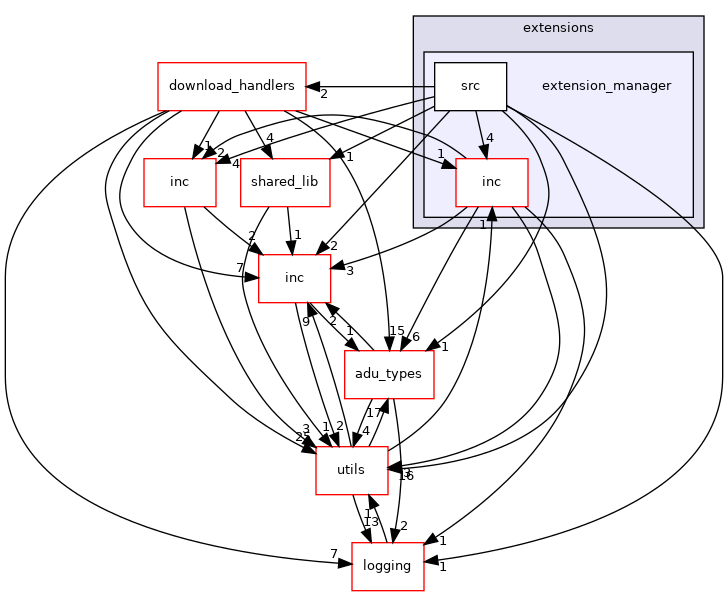 extensions
download_handlers
src
extension_manager
2
1
2
4
4
1
1
4
inc
shared_lib
inc
2
1
2
1
7
3
inc
9
2
1
15
6
1
adu_types
17
3
1
2
4
utils
16
1
13
2
7
1
1
logging